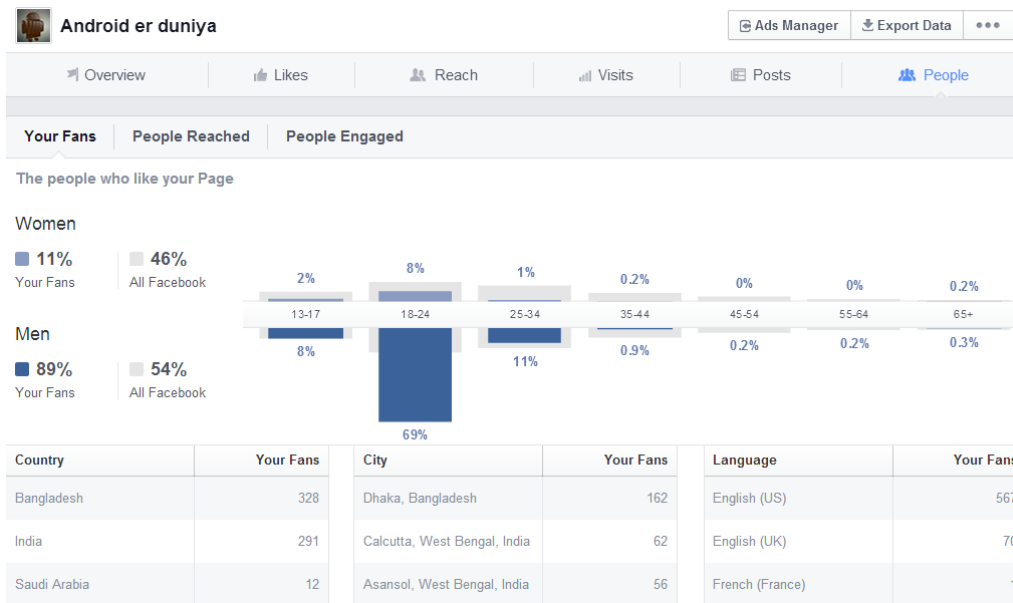 Android er duniya
Ads Manager
Export Data
Overview
Likes
Reach
Visits
Posts
People
Your Fans
People Reached
People Engaged
The people who like your Page
Women
11%
Your Fans
46%
All Facebook
2%
8%
1%
0.2%
0%
0%
0.2%
13-17
18-24
25-34
35-44
45-54
55-64
65+
Men
89%
Your Fans
54%
All Facebook
8%
69%
11%
0.9%
0.2%
0.2%
0.3%
Country Your Fans
Bangladesh 328
India 291
Saudi Arabia 12
City Your Fans
Dhaka, Bangladesh 162
Calcutta, West Bengal, India 62
Asansol, West Bengal, India 56
Language Your Fans
English (US) 567
English (UK) 70
French (France)